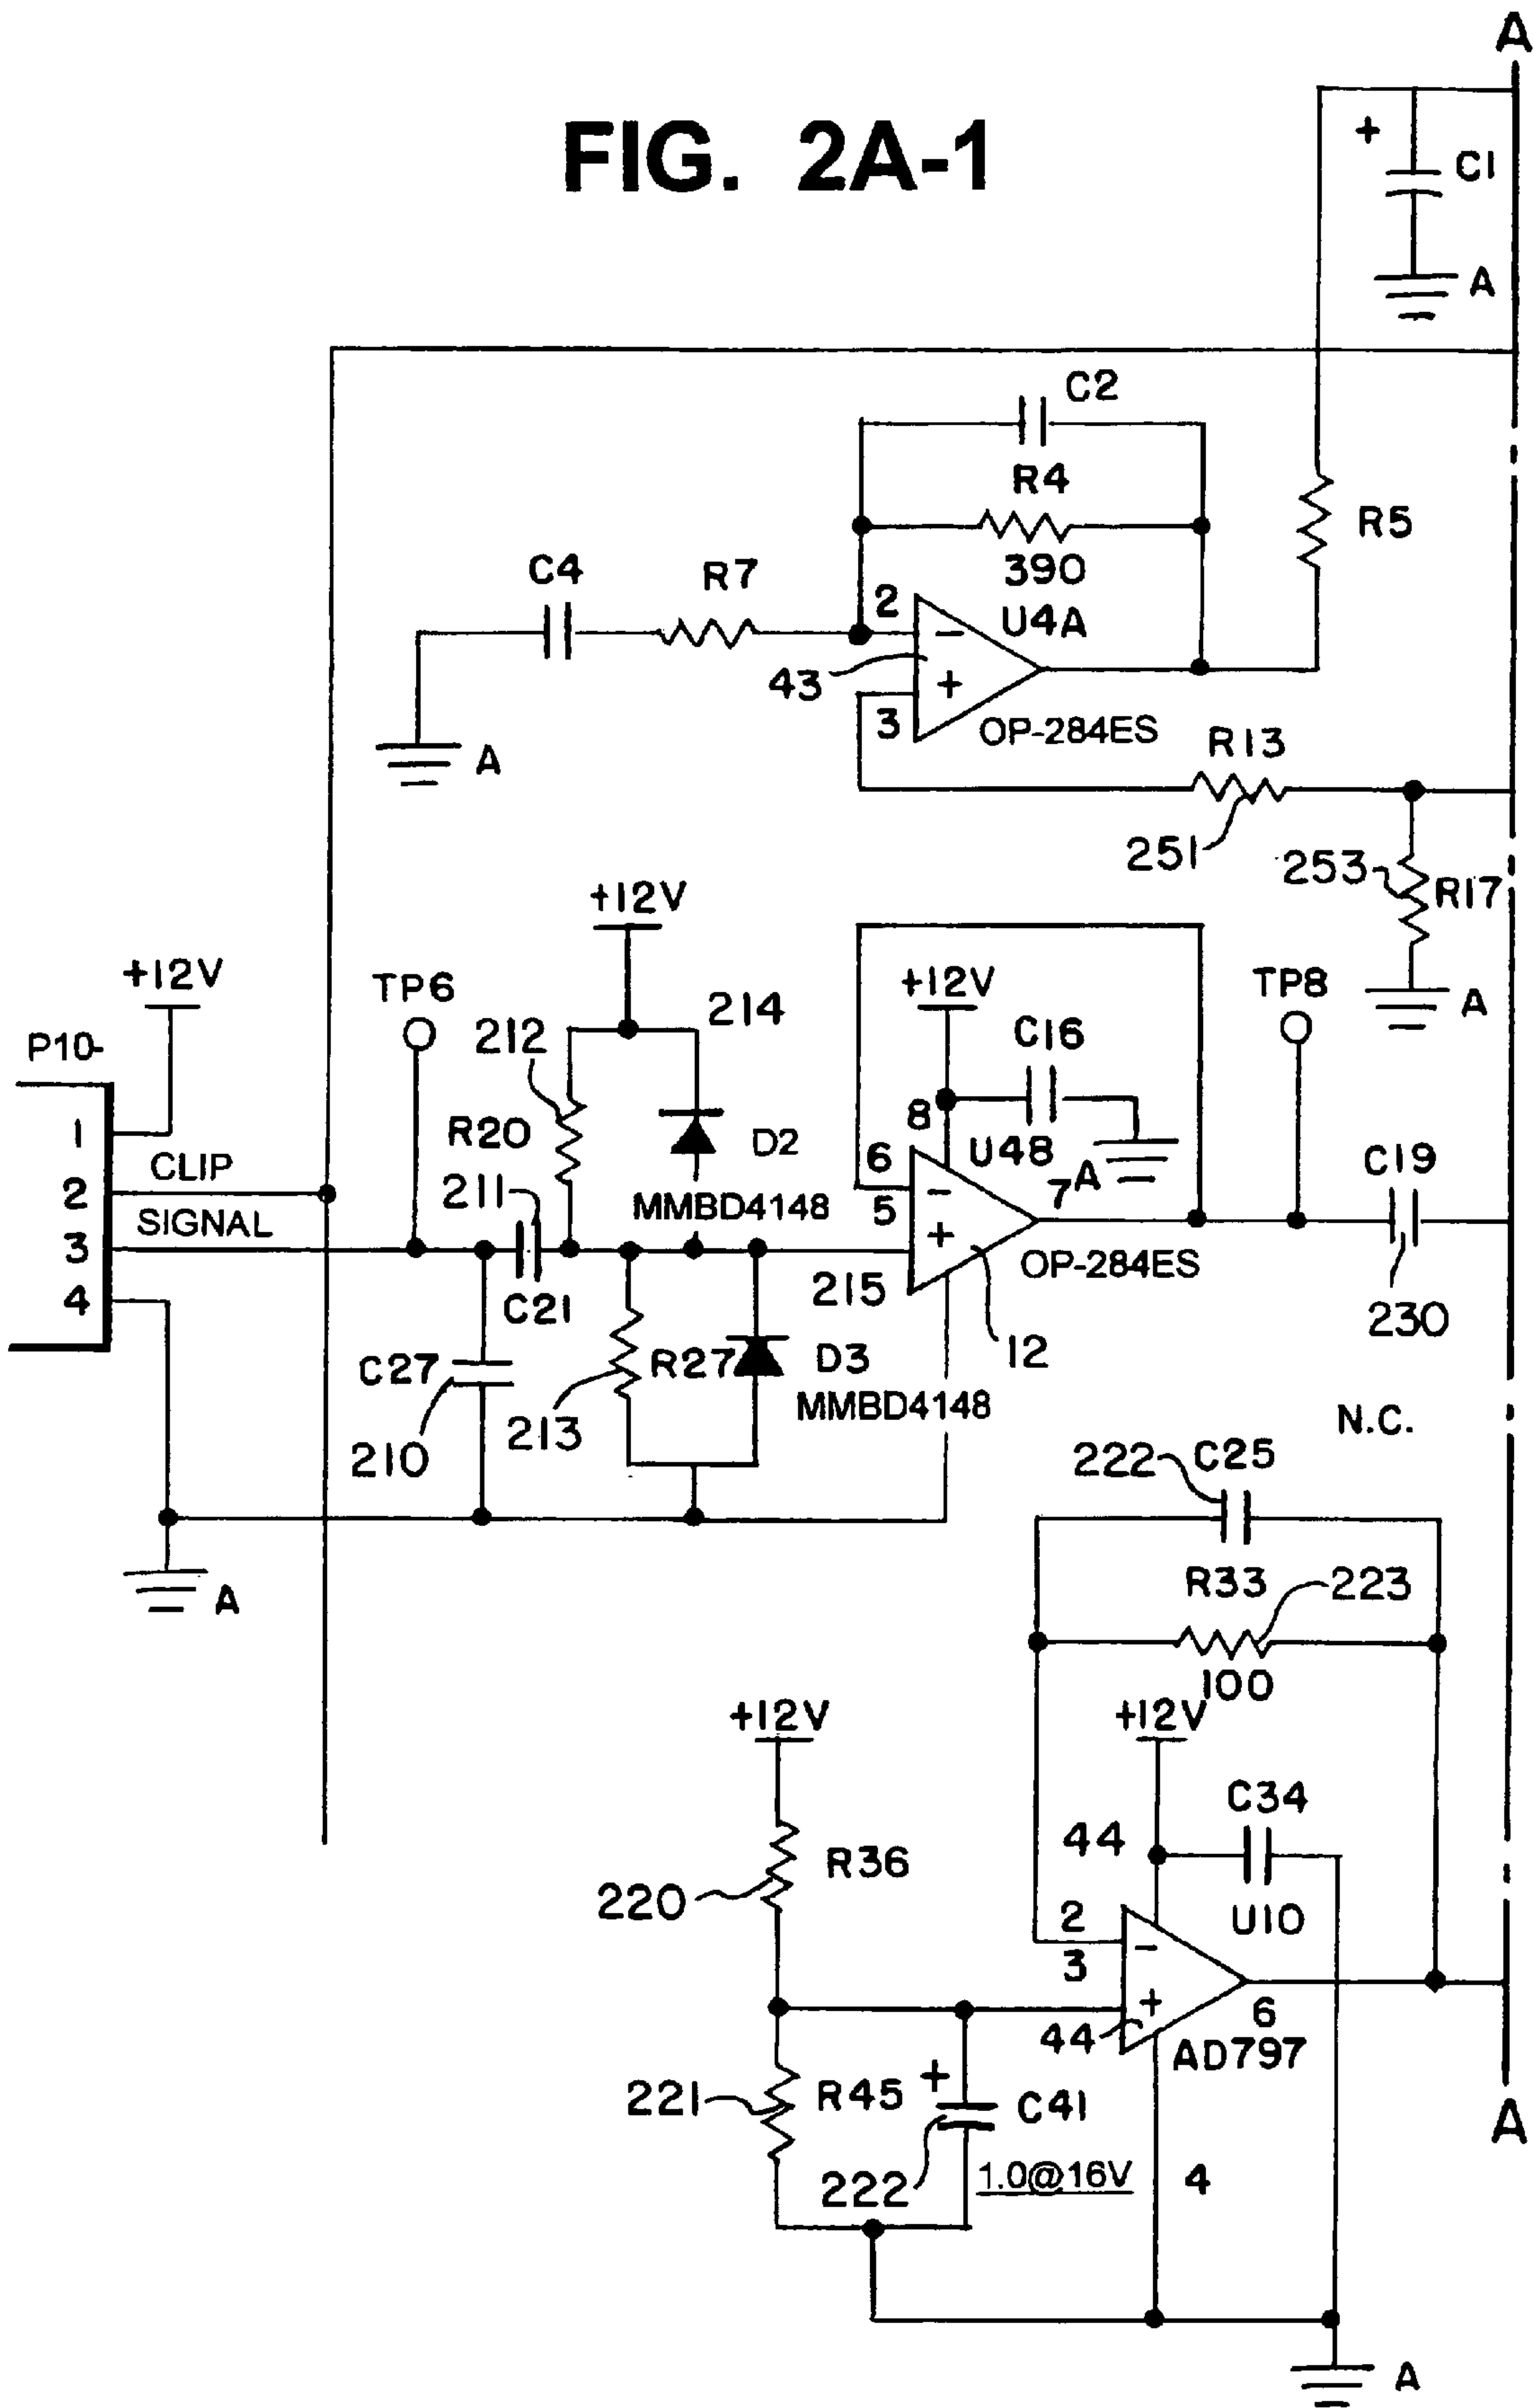 A
FIG. 2A-1
+
C1
A
C2
R4
390
R5
C4
R7
2
U4A
−
43
+
3
OP-284ES
A
R13
251
253
R17
A
+12V
+12V
TP6
214
+12V
TP8
P10-
212
C16
1
R20
D2
8
U48
A
CLIP
211
6
7
C19
2
MMBD4148
5
−
SIGNAL
+
3
215
OP-284ES
4
C21
12
230
C27
R27
D3
MMBD4148
210
213
N.C.
222
C25
A
R33
223
100
+12V
+12V
C34
44
R36
220
2
U10
3
−
+
6
44
AD797
221
R45
+
C41
A
222
1.0@16V
4
A